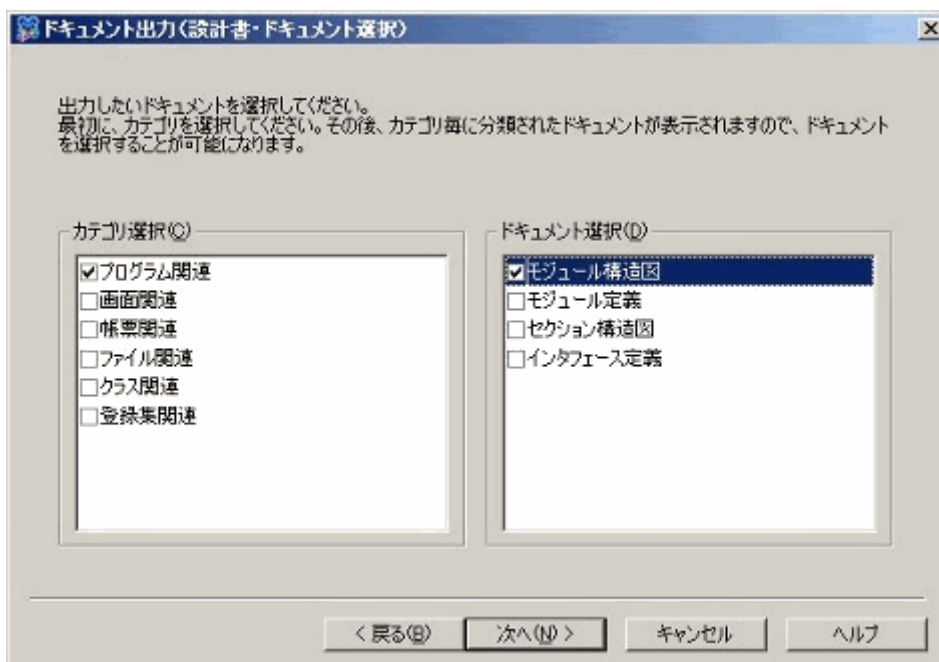 ドキュメント出力(設計書・ドキュメント選択)
出力したいドキュメントを選択してください。
最初に、カテゴリを選択してください。その後、カテゴリ毎に分類されたドキュメントが表示されますので、ドキュメント
を選択することが可能になります。
カテゴリ選択(C)
プログラム関連
画面関連
帳票関連
ファイル関連
クラス関連
登録集関連
ドキュメント選択(D)
モジュール構造図
モジュール定義
セクション構造図
インタフェース定義
< 戻る(B)
次へ(N) >
キャンセル
ヘルプ